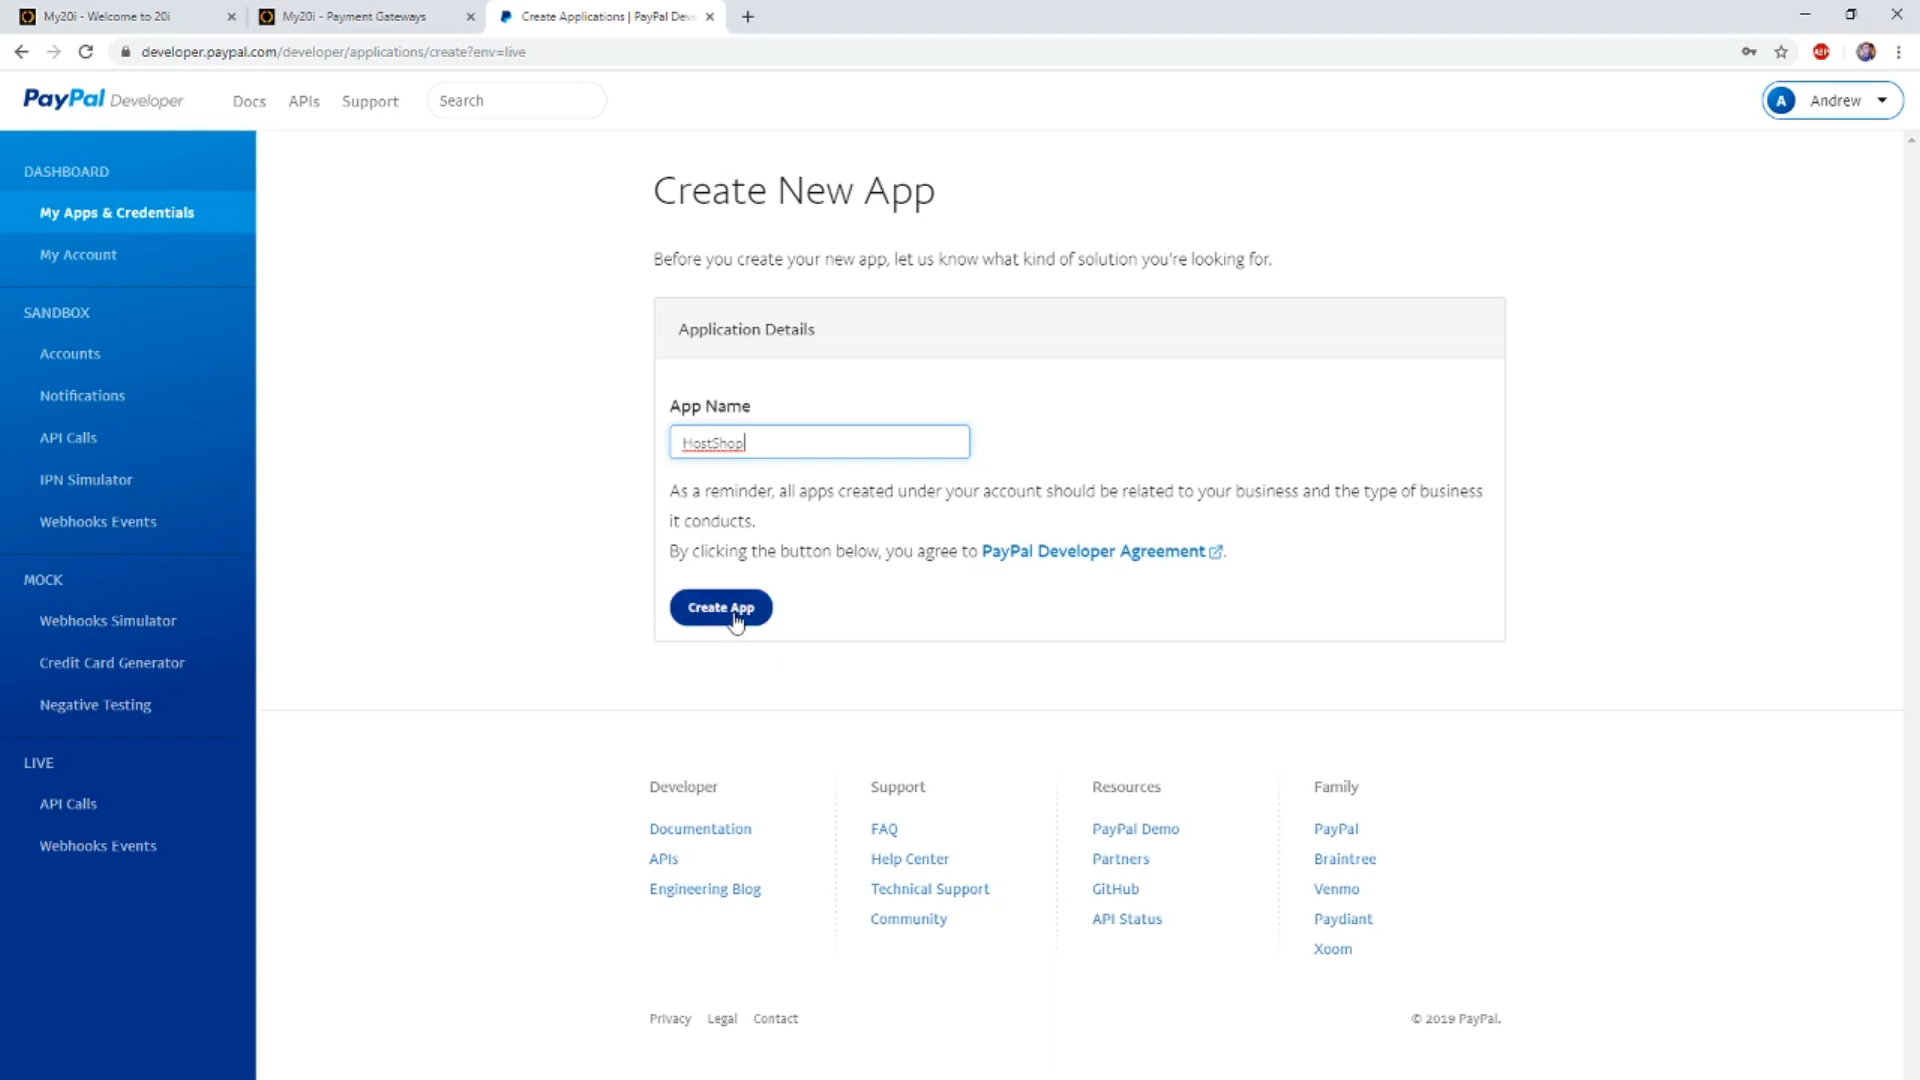 My20i - Welcome to 20i
My20i - Payment Gateways
Create Applications | PayPal Deve
developer.paypal.com/developer/applications/create?env=live
ABP
PayPal Developer
Docs
APIs
Support
Search
A
Andrew
DASHBOARD
My Apps & Credentials
My Account
SANDBOX
Accounts
Notifications
API Calls
IPN Simulator
Webhooks Events
MOCK
Webhooks Simulator
Credit Card Generator
Negative Testing
LIVE
API Calls
Webhooks Events
Create New App
Before you create your new app, let us know what kind of solution you're looking for.
Application Details
App Name
HostShop
As a reminder, all apps created under your account should be related to your business and the type of business
it conducts.
By clicking the button below, you agree to PayPal Developer Agreement.
Create App
Developer
Documentation
APIs
Engineering Blog
Support
FAQ
Help Center
Technical Support
Community
Resources
PayPal Demo
Partners
GitHub
API Status
Family
PayPal
Braintree
Venmo
Paydiant
Xoom
Privacy
Legal
Contact
© 2019 PayPal.